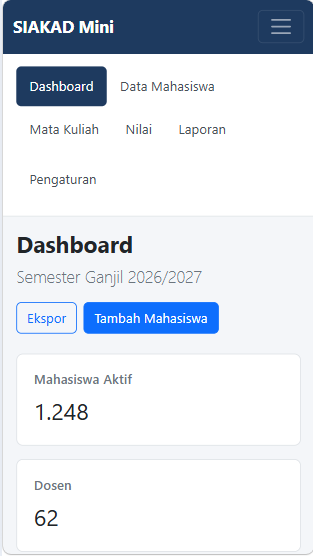 SIAKAD Mini
Dashboard Data Mahasiswa
Mata Kuliah Nilai Laporan
Pengaturan
Dashboard
Semester Ganjil 2026/2027
Ekspor Tambah Mahasiswa
Mahasiswa Aktif
1.248
Dosen
62